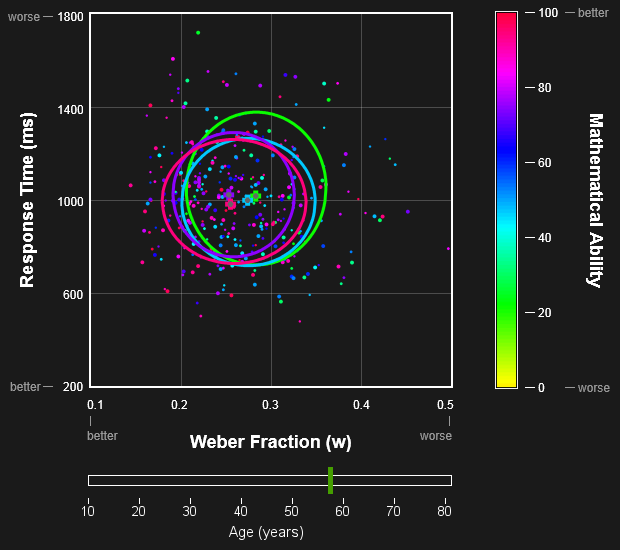 worse
1800
1400
1000
600
better
200
Response Time (ms)
0.1
0.2
0.3
0.4
0.5
better
worse
Weber Fraction (w)
10
20
30
40
50
60
70
80
Age (years)
100
better
80
60
40
20
0
worse
Mathematical Ability